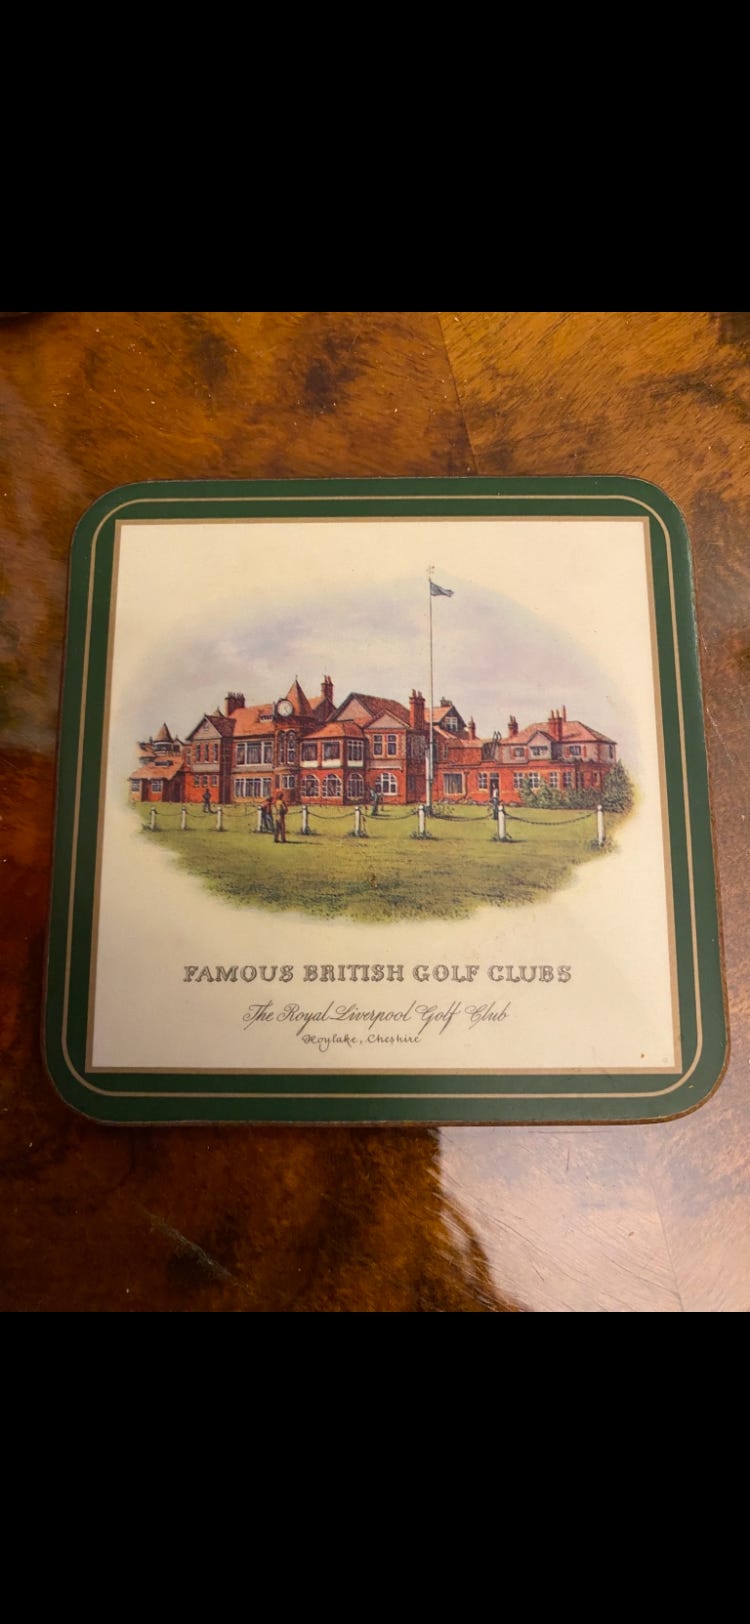 FAMOUS BRITISH GOLF CLUBS
The Royal Liverpool Golf Club
Hoylake, Cheshire